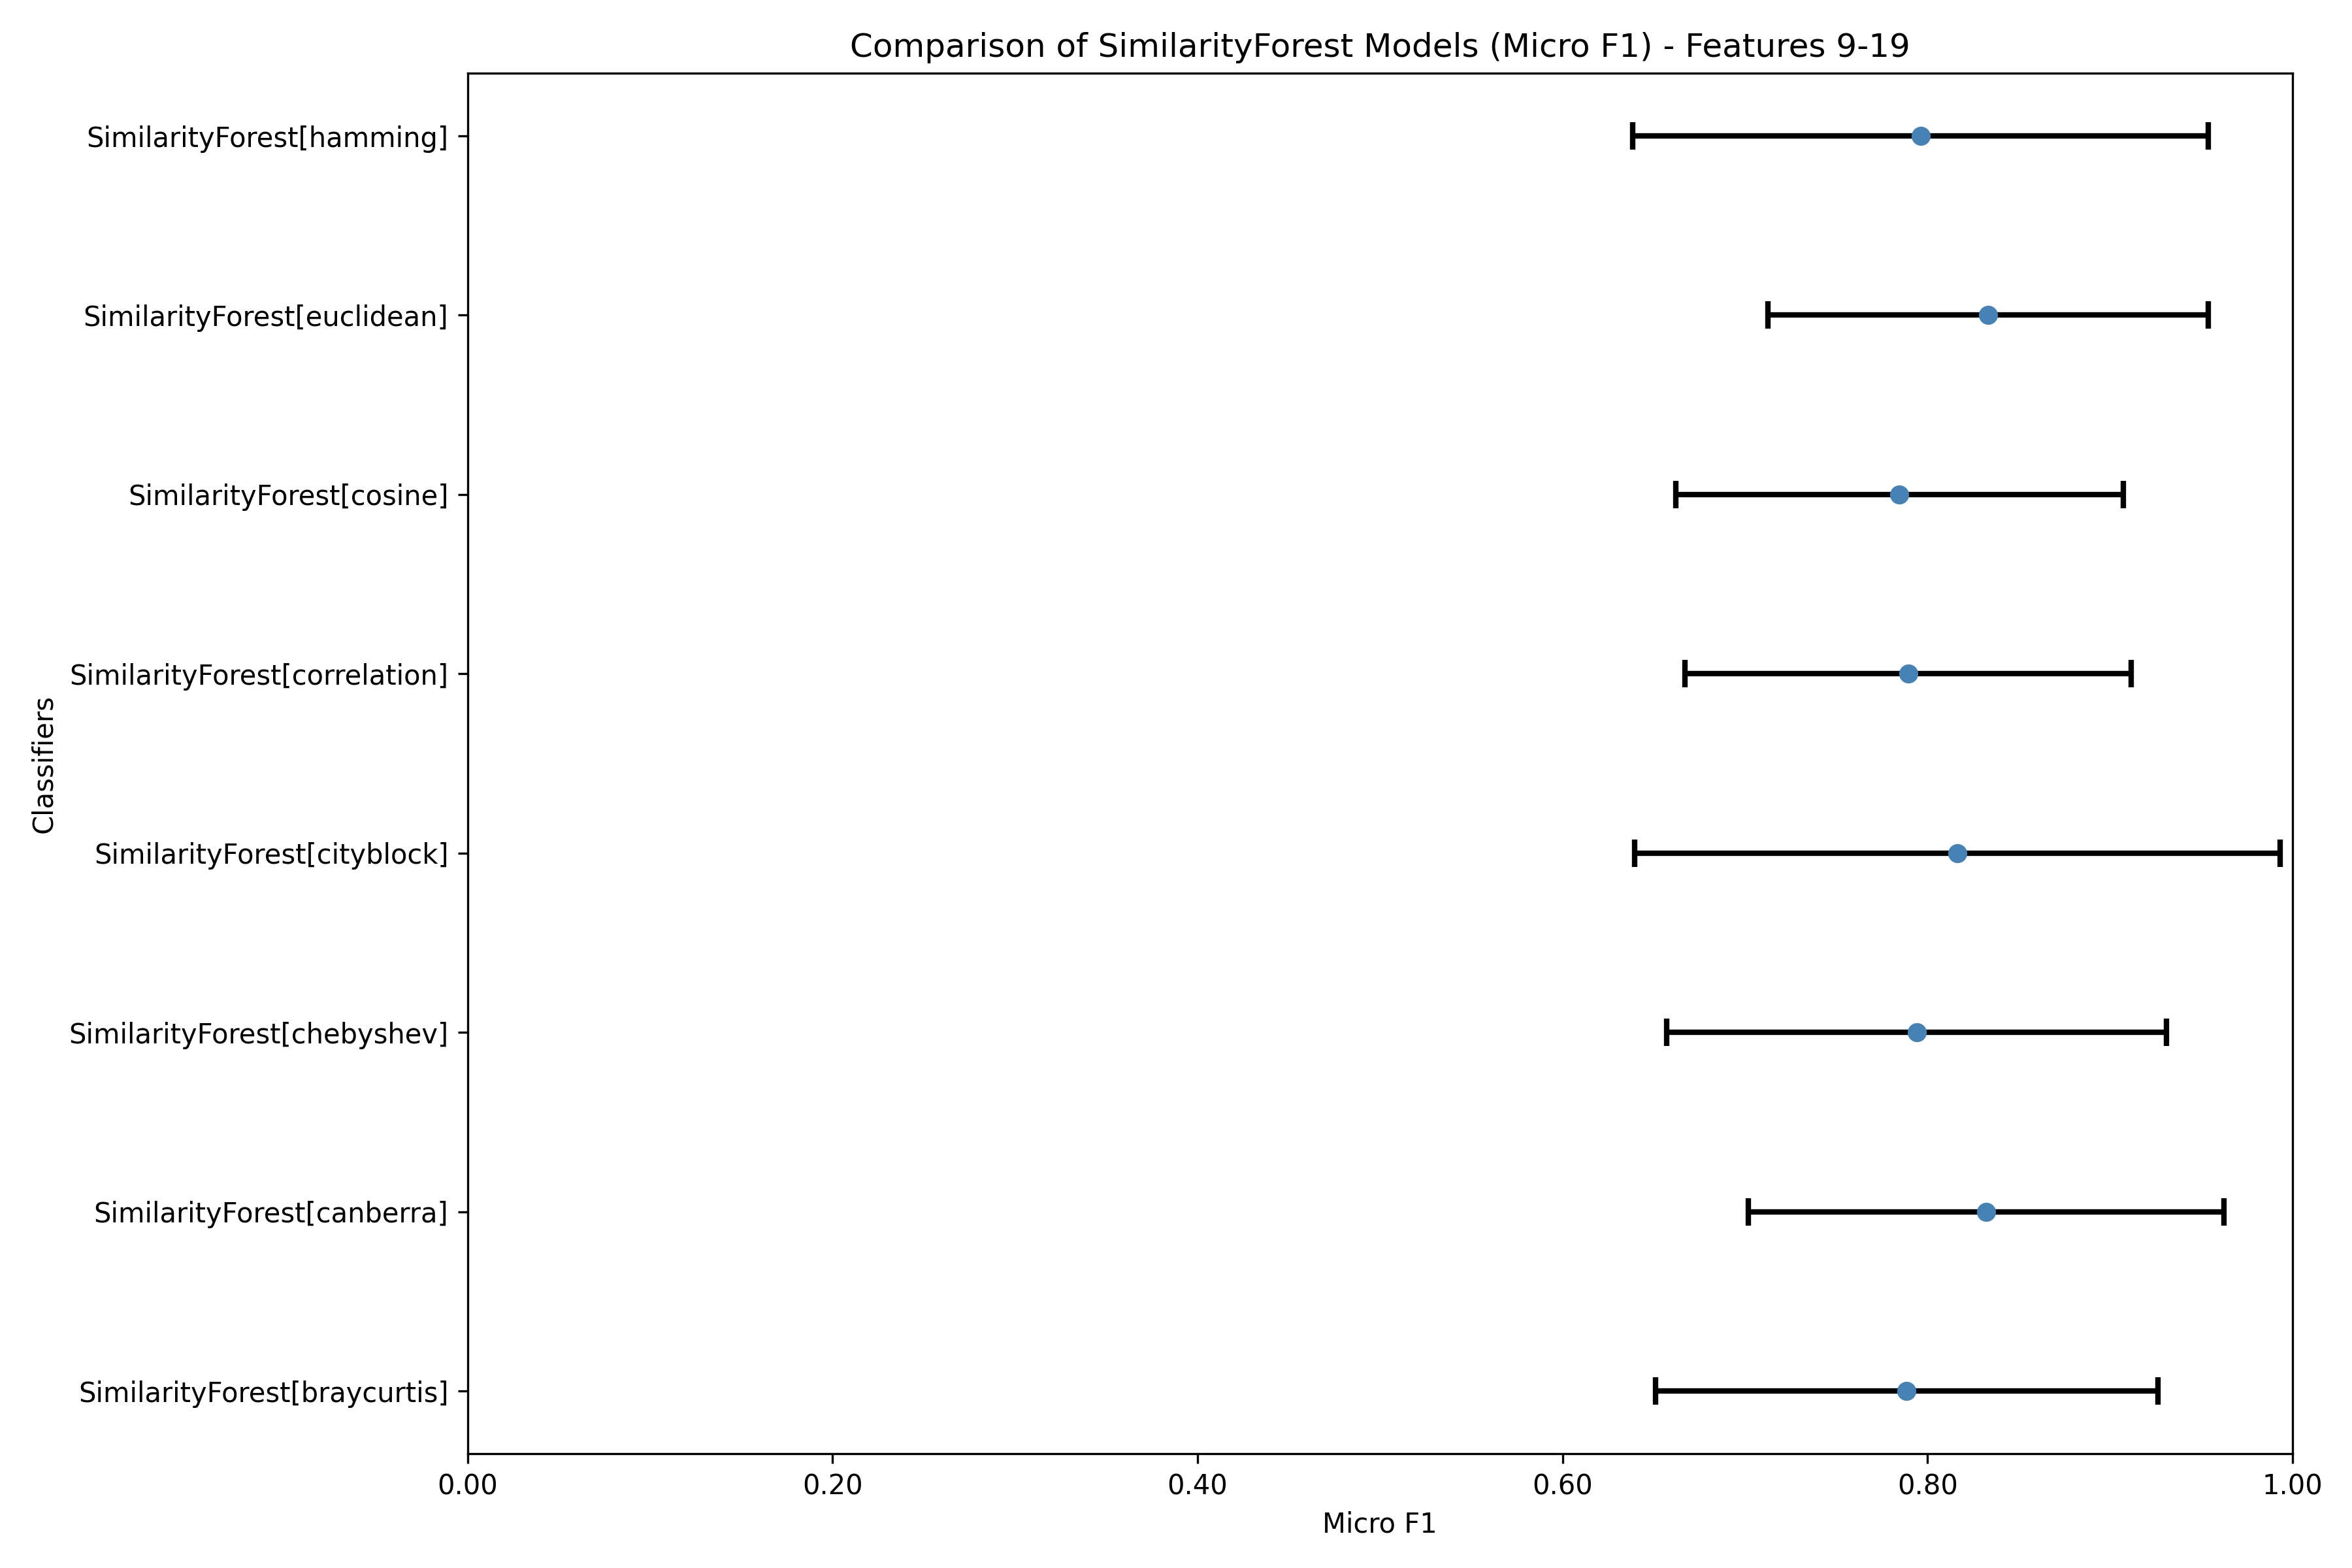 Comparison of SimilarityForest Models (Micro F1) - Features 9-19
SimilarityForest[hamming]
SimilarityForest[euclidean]
SimilarityForest[cosine]
SimilarityForest[correlation]
SimilarityForest[cityblock]
SimilarityForest[chebyshev]
SimilarityForest[canberra]
SimilarityForest[braycurtis]
Classifiers
0.00 0.20 0.40 0.60 0.80 1.00
Micro F1